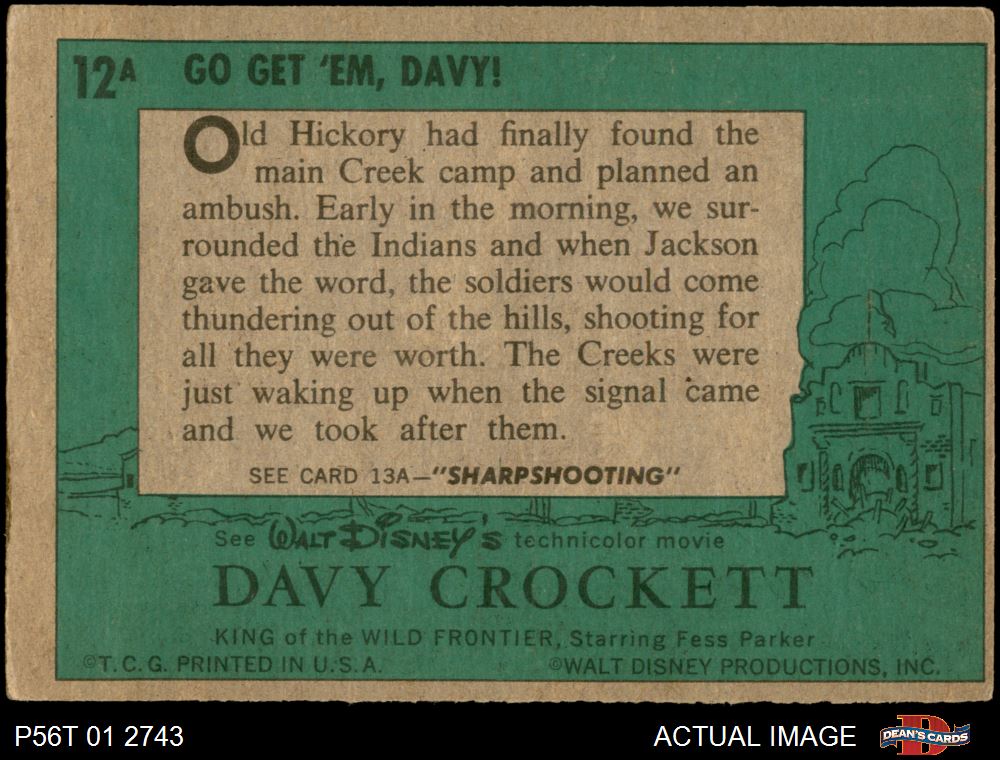 12A GO GET 'EM, DAVY!
Old Hickory had finally found the
main Creek camp and planned an
ambush. Early in the morning, we sur-
rounded the Indians and when Jackson
gave the word, the soldiers would come
thundering out of the hills, shooting for
all they were worth. The Creeks were
just waking up when the signal came
and we took after them.
SEE CARD 13A—"SHARPSHOOTING"
See WALT DISNEY'S technicolor movie
DAVY CROCKETT
KING of the WILD FRONTIER, Starring Fess Parker
©T.C.G. PRINTED IN U.S.A. ©WALT DISNEY PRODUCTIONS, INC.
P56T 01 2743 ACTUAL IMAGE D DEAN'S CARDS